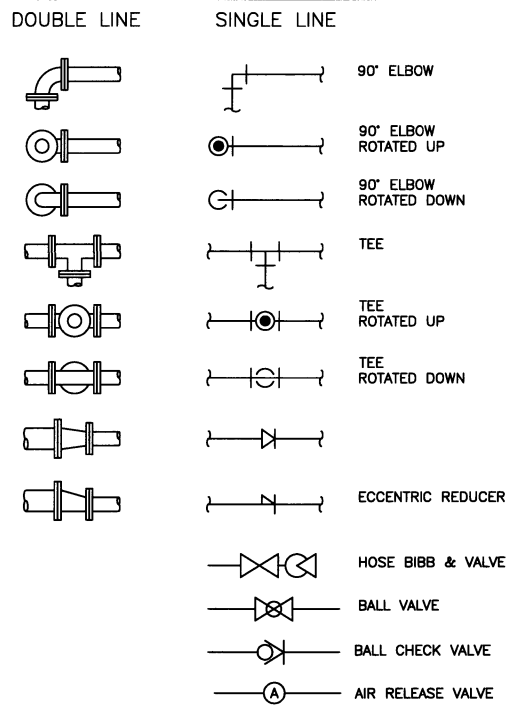 DOUBLE LINE
SINGLE LINE
90° ELBOW
90° ELBOW
ROTATED UP
90° ELBOW
ROTATED DOWN
TEE
TEE
ROTATED UP
TEE
ROTATED DOWN
ECCENTRIC REDUCER
HOSE BIBB & VALVE
BALL VALVE
BALL CHECK VALVE
A
AIR RELEASE VALVE